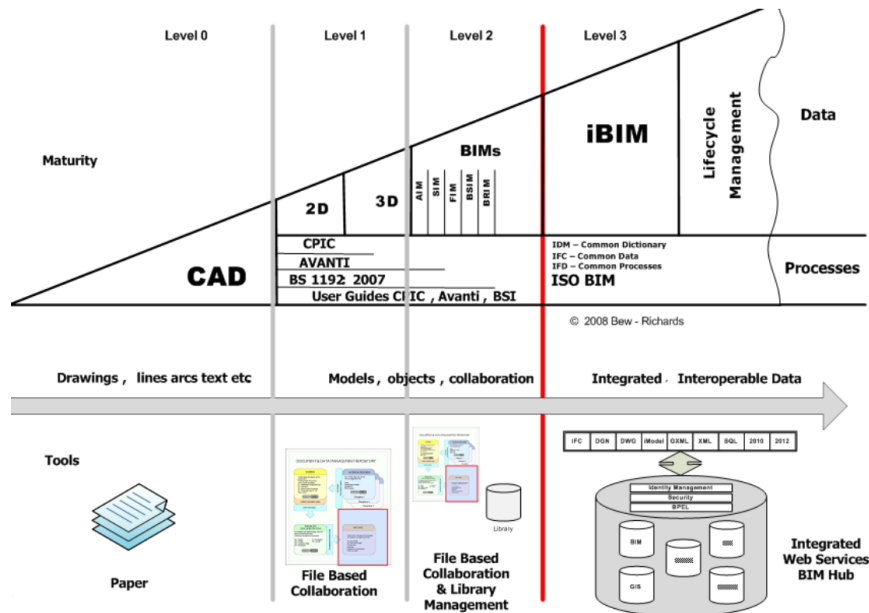 Level 0
Level 1
Level 2
Level 3
Maturity
CAD
2D
3D
BIMs
AIM
SIM
FIM
BSIM
BRIM
iBIM
Lifecycle
Management
Data
CPIC
AVANTI
BS 1192: 2007
User Guides CPIC , Avanti , BSI
IDM – Common Dictionary
IFC – Common Data
IFD – Common Processes
ISO BIM
Processes
© 2008 Bew - Richards
Drawings , lines arcs text etc
Models , objects , collaboration
Integrated , Interoperable Data
Tools
Paper
DOCUMENT & DATA MANAGEMENT REPOSITORY
File Based
Collaboration
Library
File Based
Collaboration
& Library
Management
IFC DGN DWG iModel GXML XML SQL 2010 2012
Identity Management
Security
BPEL
BIM
GIS
Integrated
Web Services
BIM Hub